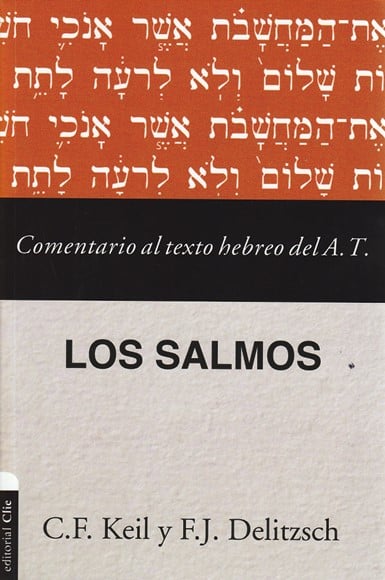 אֶת־הַמַּחֲשָׁבֹת אֲשֶׁר אָנֹכִי חֹשֵׁ
וֹת שָׁלוֹם֙ וְלֹ֣א לְרָעָ֔ה לָתֵ֥ת
אֶת־הַמַּחֲשָׁבֹת אֲשֶׁר אָנֹכִי חֹשֵׁ
וֹת שָׁלוֹם֙ וְלֹ֣א לְרָעָ֔ה לָתֵ֥ת
Comentario al texto hebreo del A.T.
LOS SALMOS
C.F. Keil y F.J. Delitzsch
editorial Clie